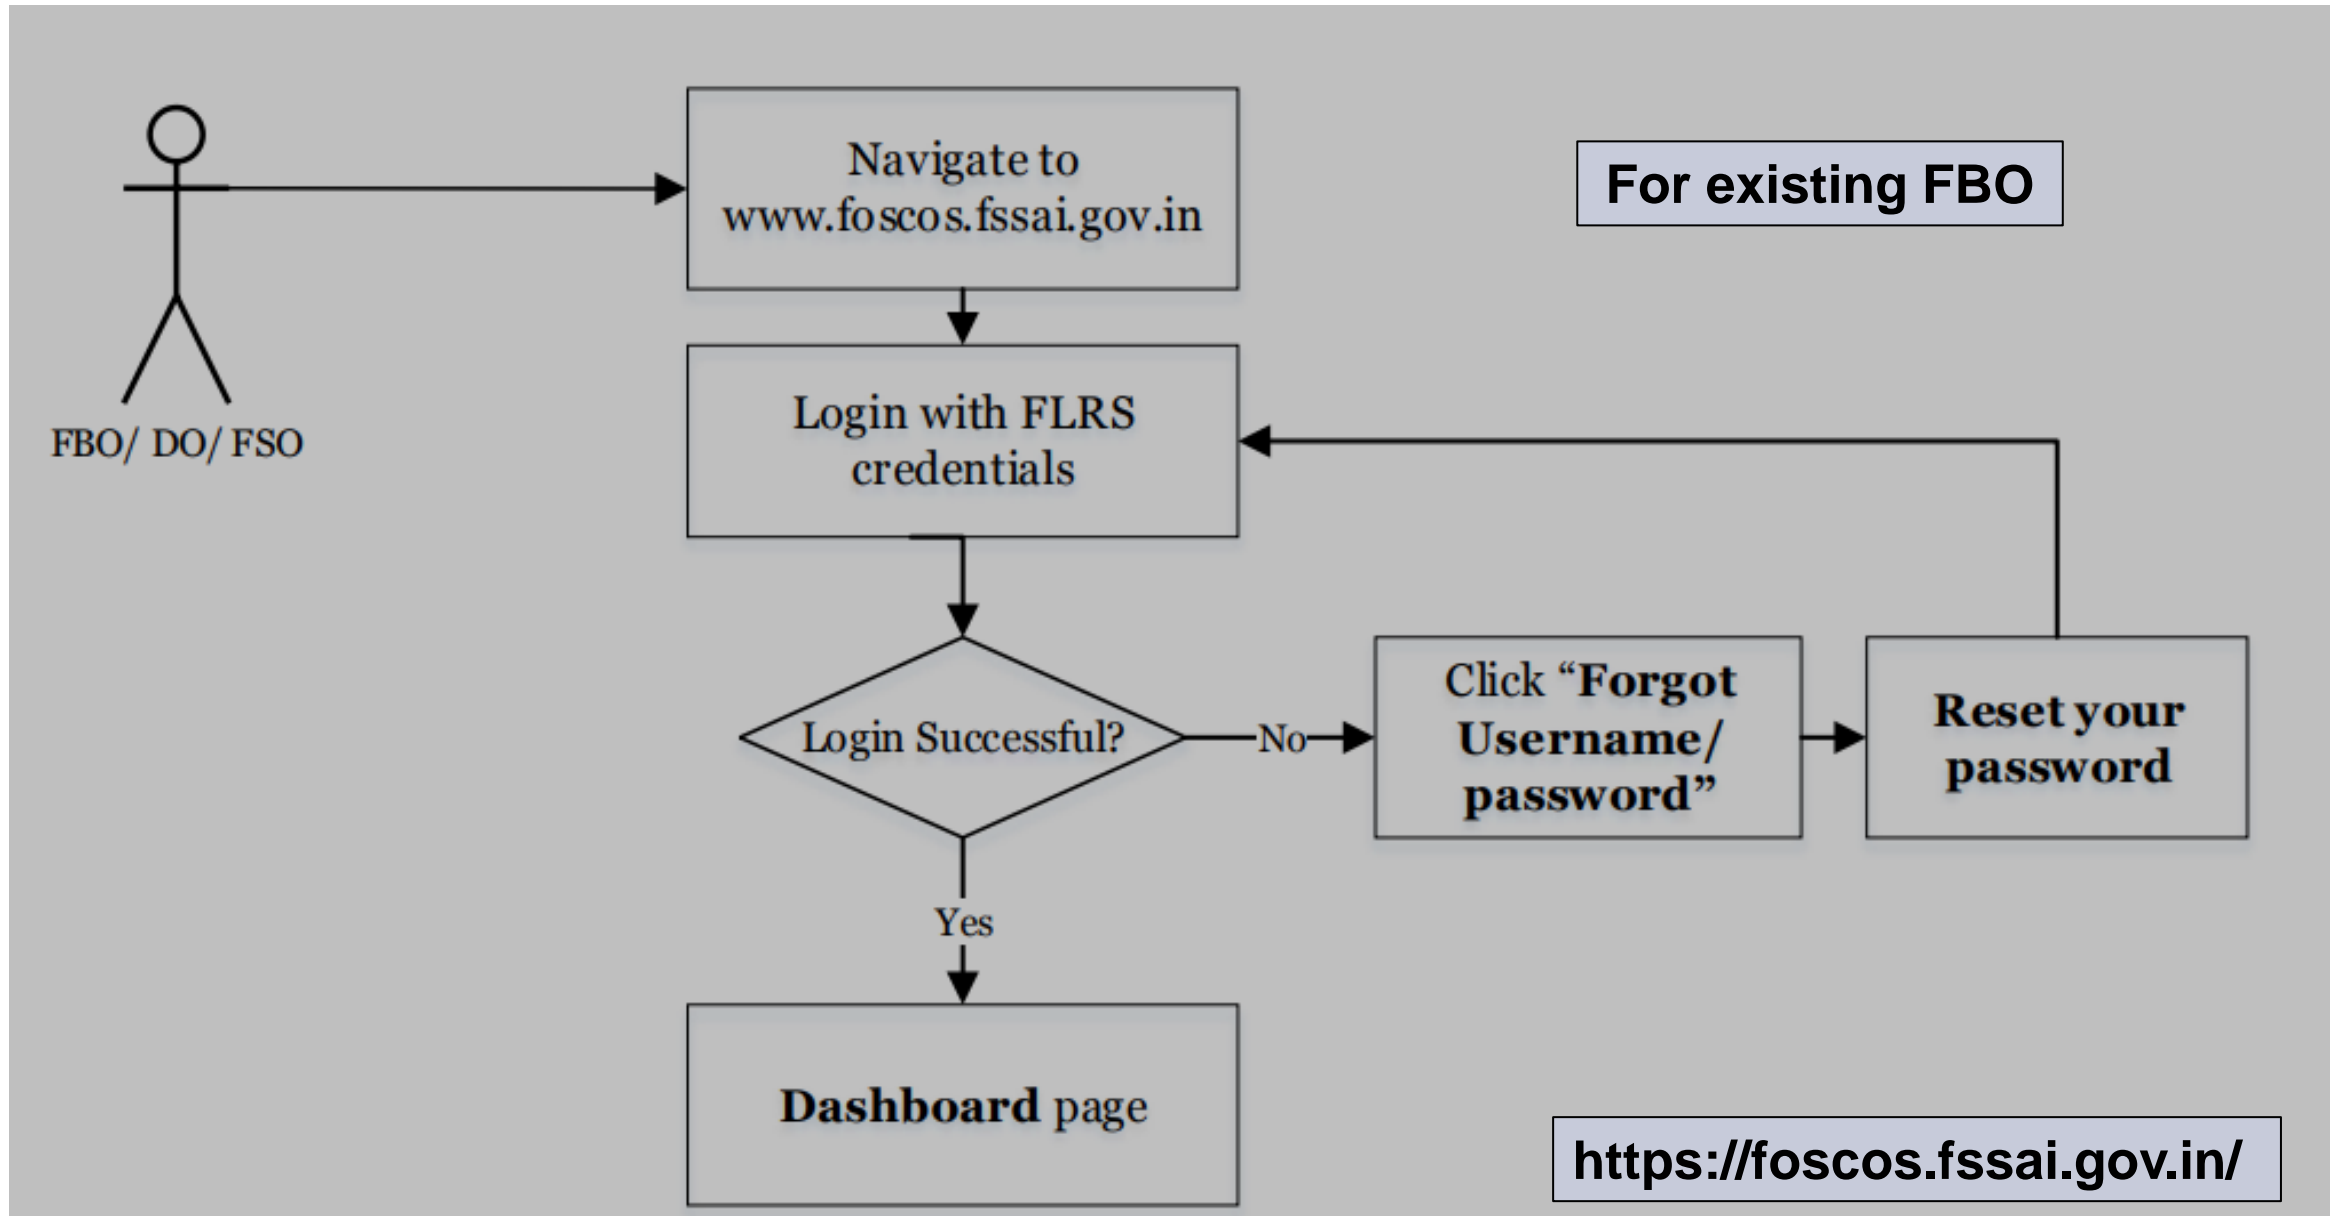 Navigate to
www.foscos.fssai.gov.in
For existing FBO
FBO/ DO/ FSO
Login with FLRS
credentials
Login Successful?
No
Click “Forgot
Username/
password”
Reset your
password
Yes
Dashboard page
https://foscos.fssai.gov.in/